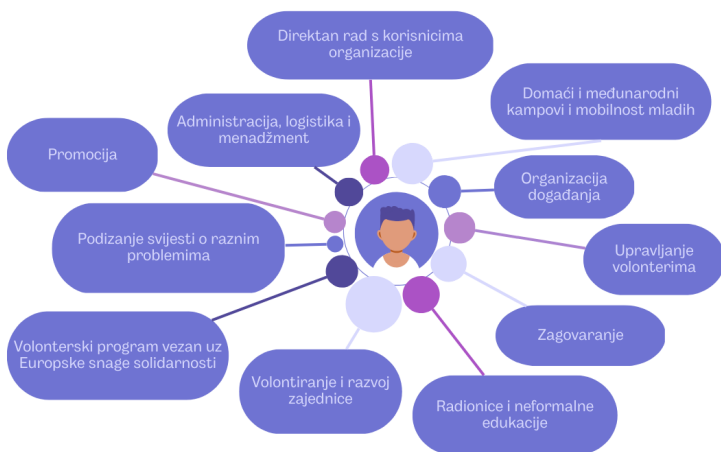 Direktan rad s korisnicima
organizacije
Domaći i međunarodni
kampovi i mobilnost mladih
Administracija, logistika i
menadžment
Promocija
Organizacija
događanja
Podizanje svijesti o raznim
problemima
Upravljanje
volonterima
Volonterski program vezan uz
Europske snage solidarnosti
Zagovaranje
Volontiranje i razvoj
zajednice
Radionice i neformalne
edukacije